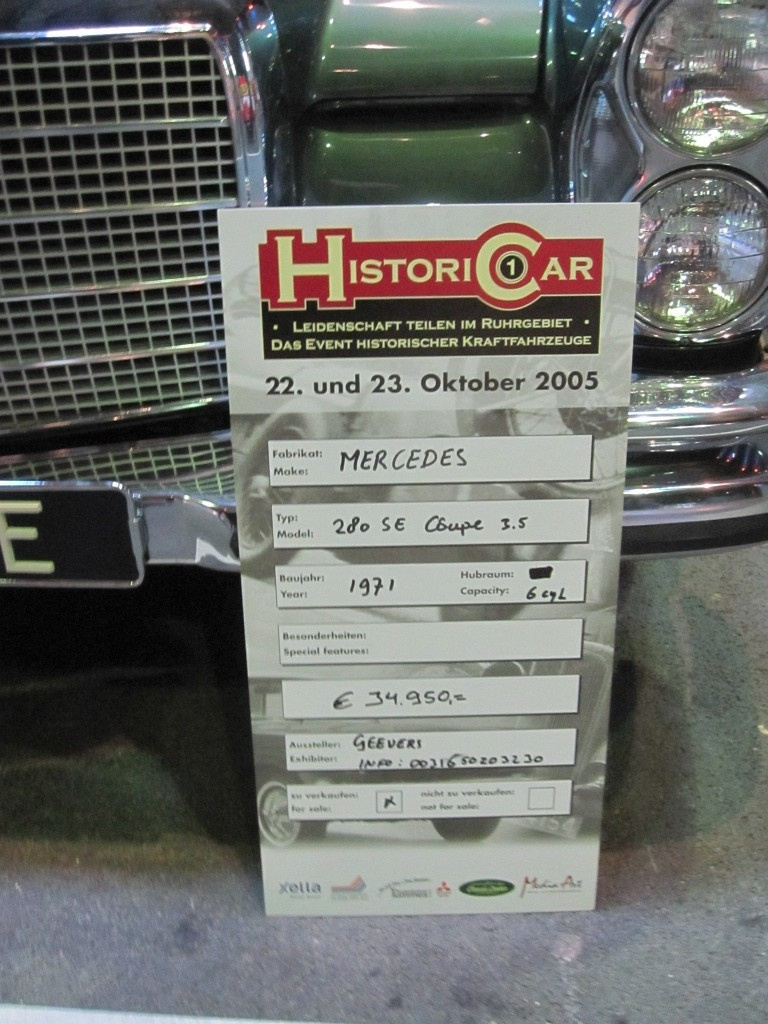 HISTORICAR 1
• LEIDENSCHAFT TEILEN IM RUHRGEBIET •
DAS EVENT HISTORISCHER KRAFTFAHRZEUGE
22. und 23. Oktober 2005
Fabrikat:
Make: MERCEDES
Typ:
Model: 280 SE Coupe 3.5
Baujahr: Hubraum:
Year: 1971 Capacity: 6 cyl
Besonderheiten:
Special features:
€ 34.950,=
Aussteller: GEEVERS
Exhibitor: INFO: 0031650203230
zu verkaufen: nicht zu verkaufen:
for sale: x not for sale:
xella Media Art
E